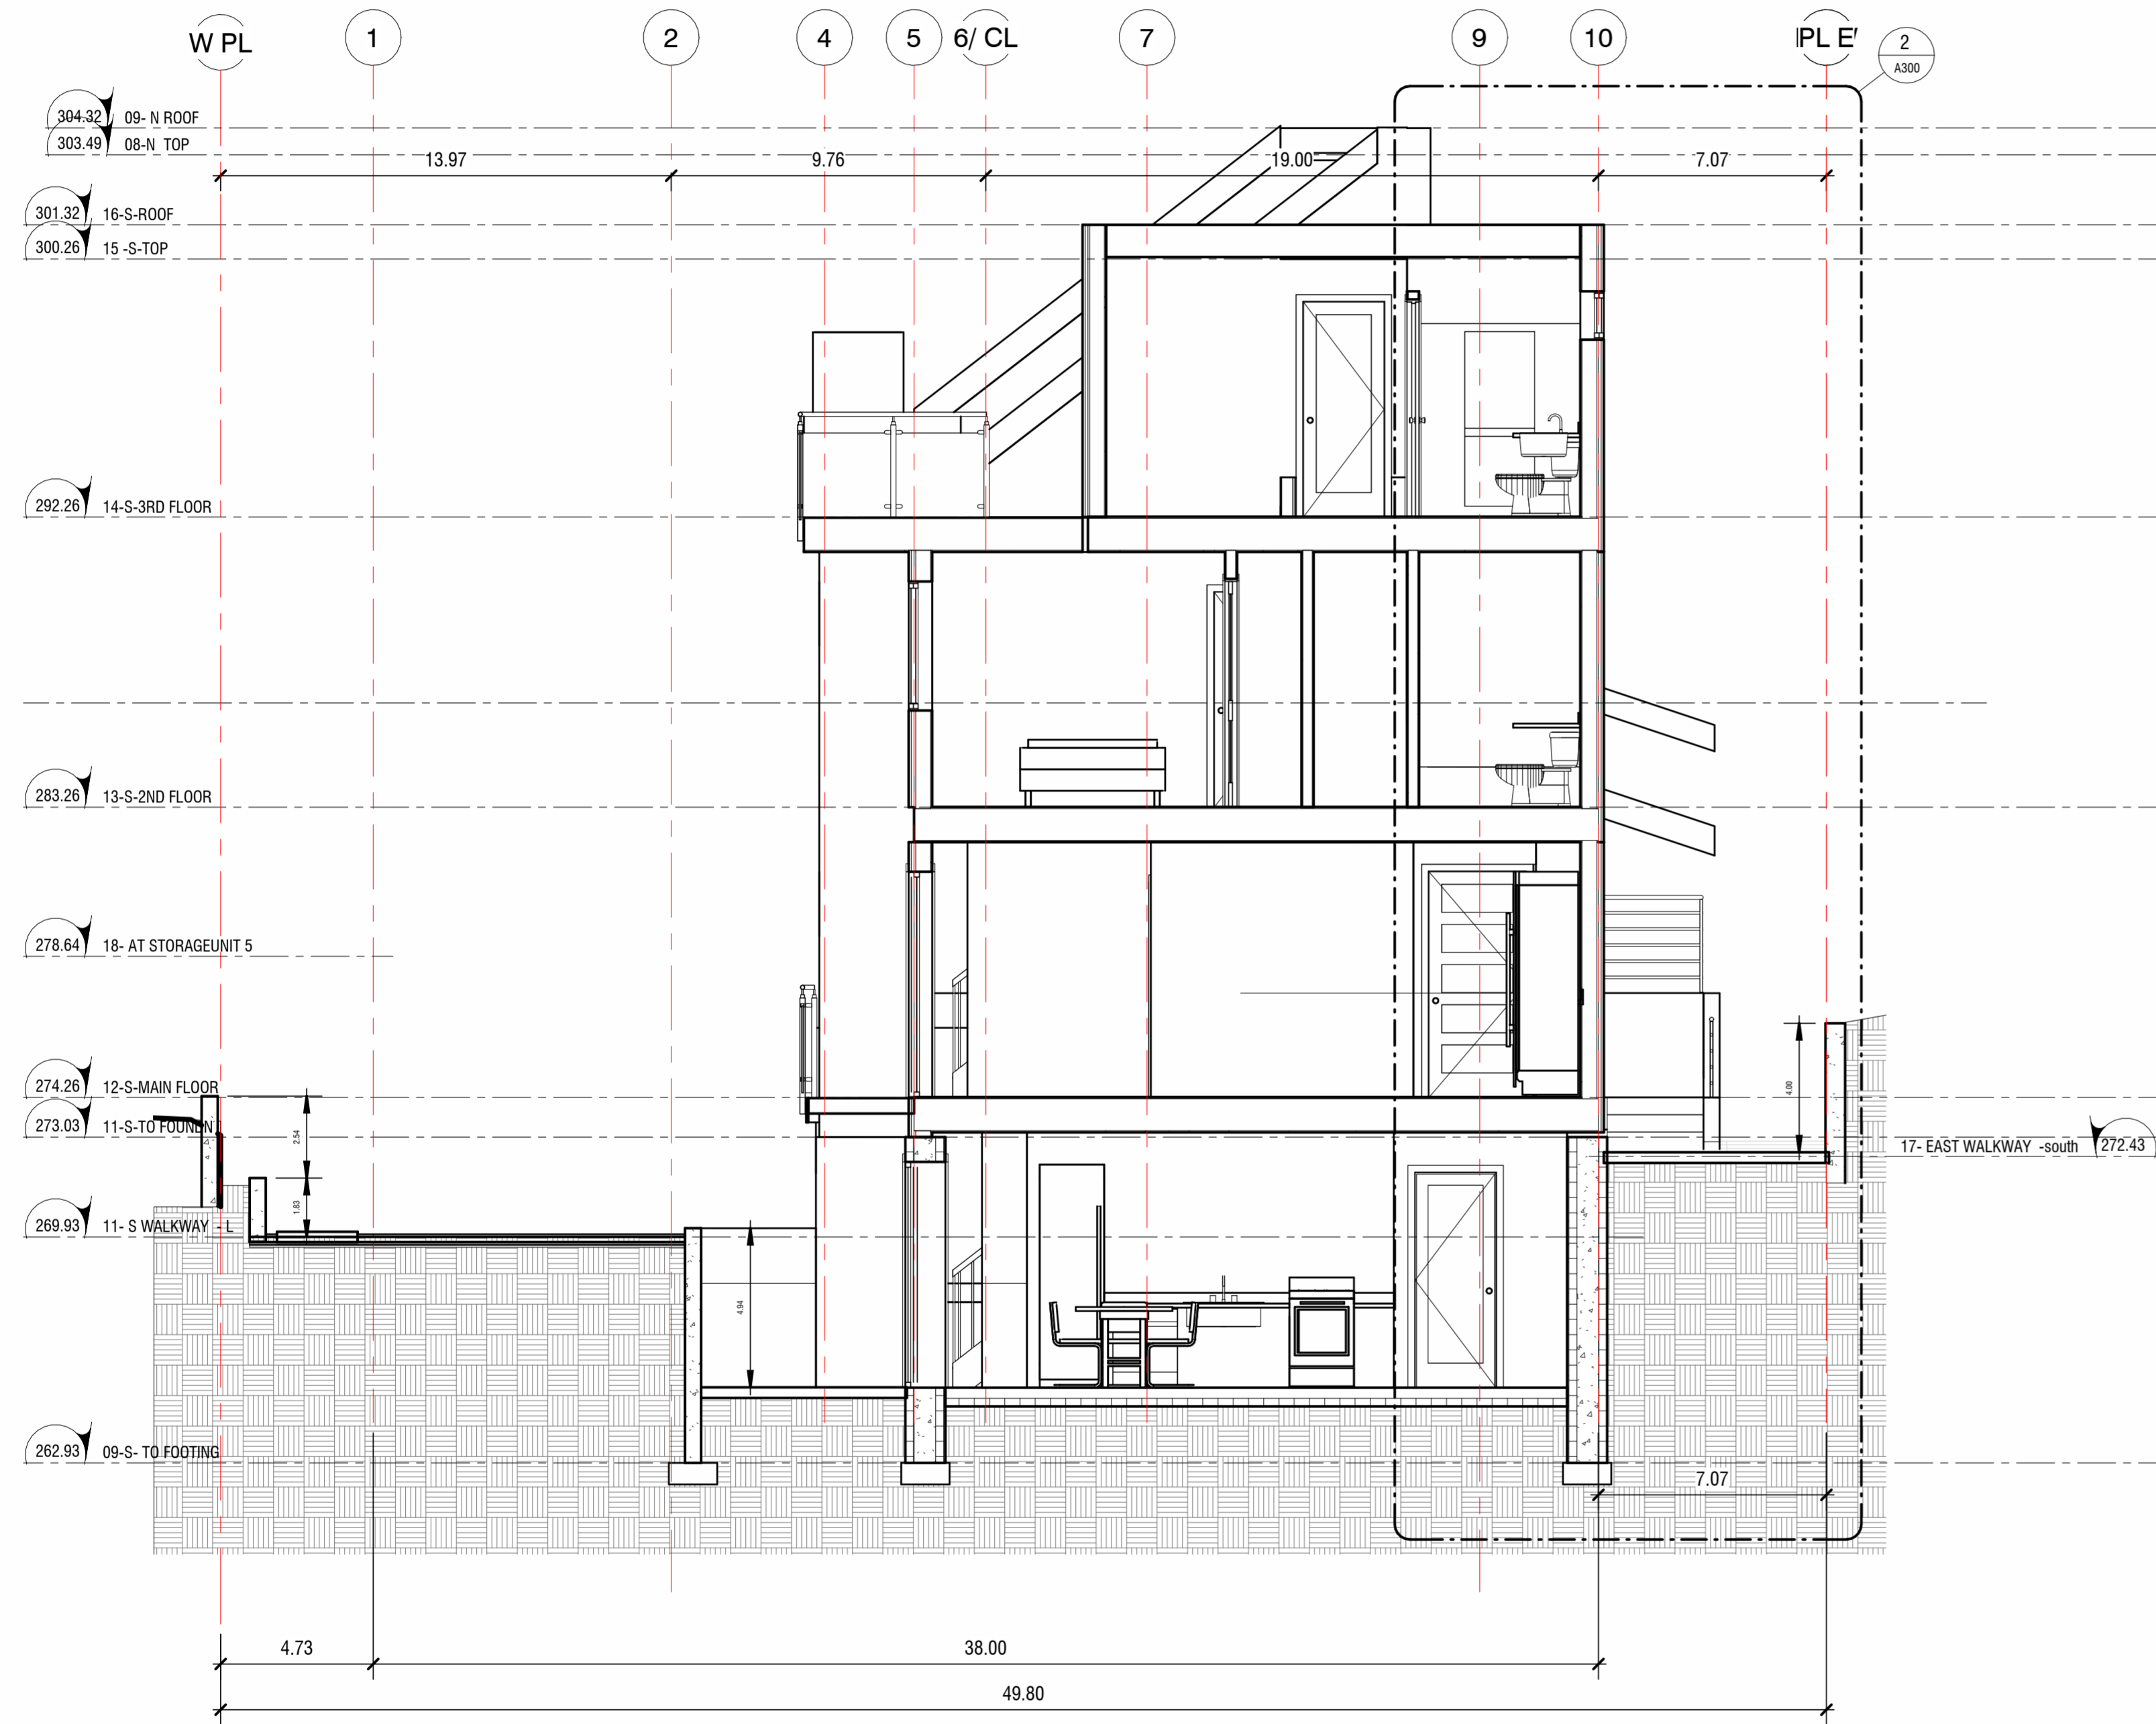 W PL
1
2
4
5
6/ CL
7
9
10
2
A300
304.32 09- N ROOF
303.49 08-N TOP
13.97
9.76
19.00
7.07
301.32 16-S-ROOF
300.26 15 -S-TOP
292.26 14-S-3RD FLOOR
283.26 13-S-2ND FLOOR
278.64 18- AT STORAGEUNIT 5
4.00
274.26 12-S-MAIN FLOOR
273.03 11-S-TO FOUNDN
2.54
17- EAST WALKWAY -south 272.43
1.83
269.93 11- S WALKWAY - L
4.94
262.93 09-S- TO FOOTING
7.07
4.73
38.00
49.80